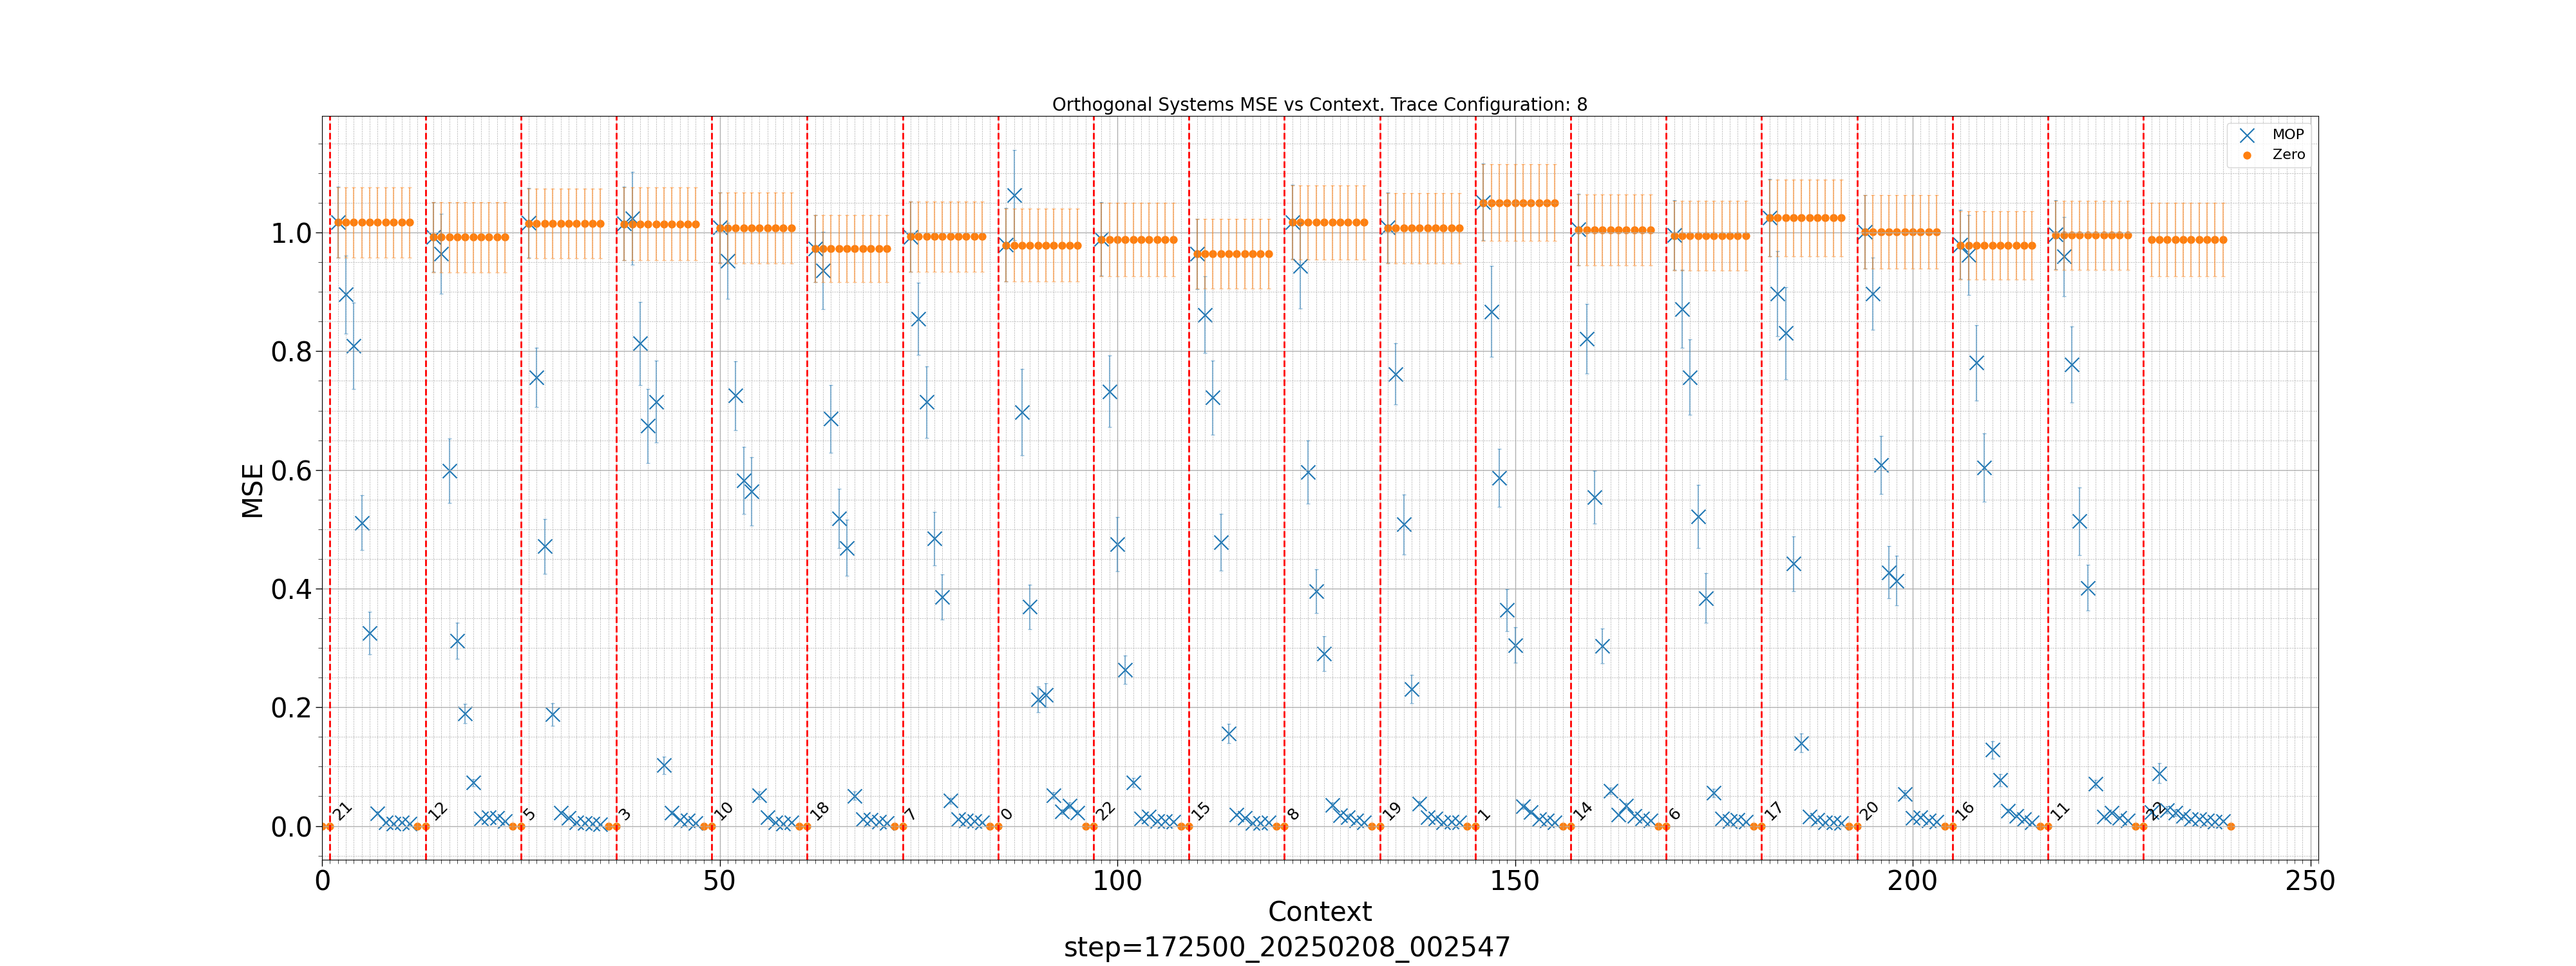 Orthogonal Systems MSE vs Context. Trace Configuration: 8
MOP
Zero
MSE
1.0
0.8
0.6
0.4
0.2
0.0
21 12 5 3 10 18 7 0 22 15 8 19 1 14 6 17 20 16 11 22
0 50 100 150 200 250
Context
step=172500_20250208_002547